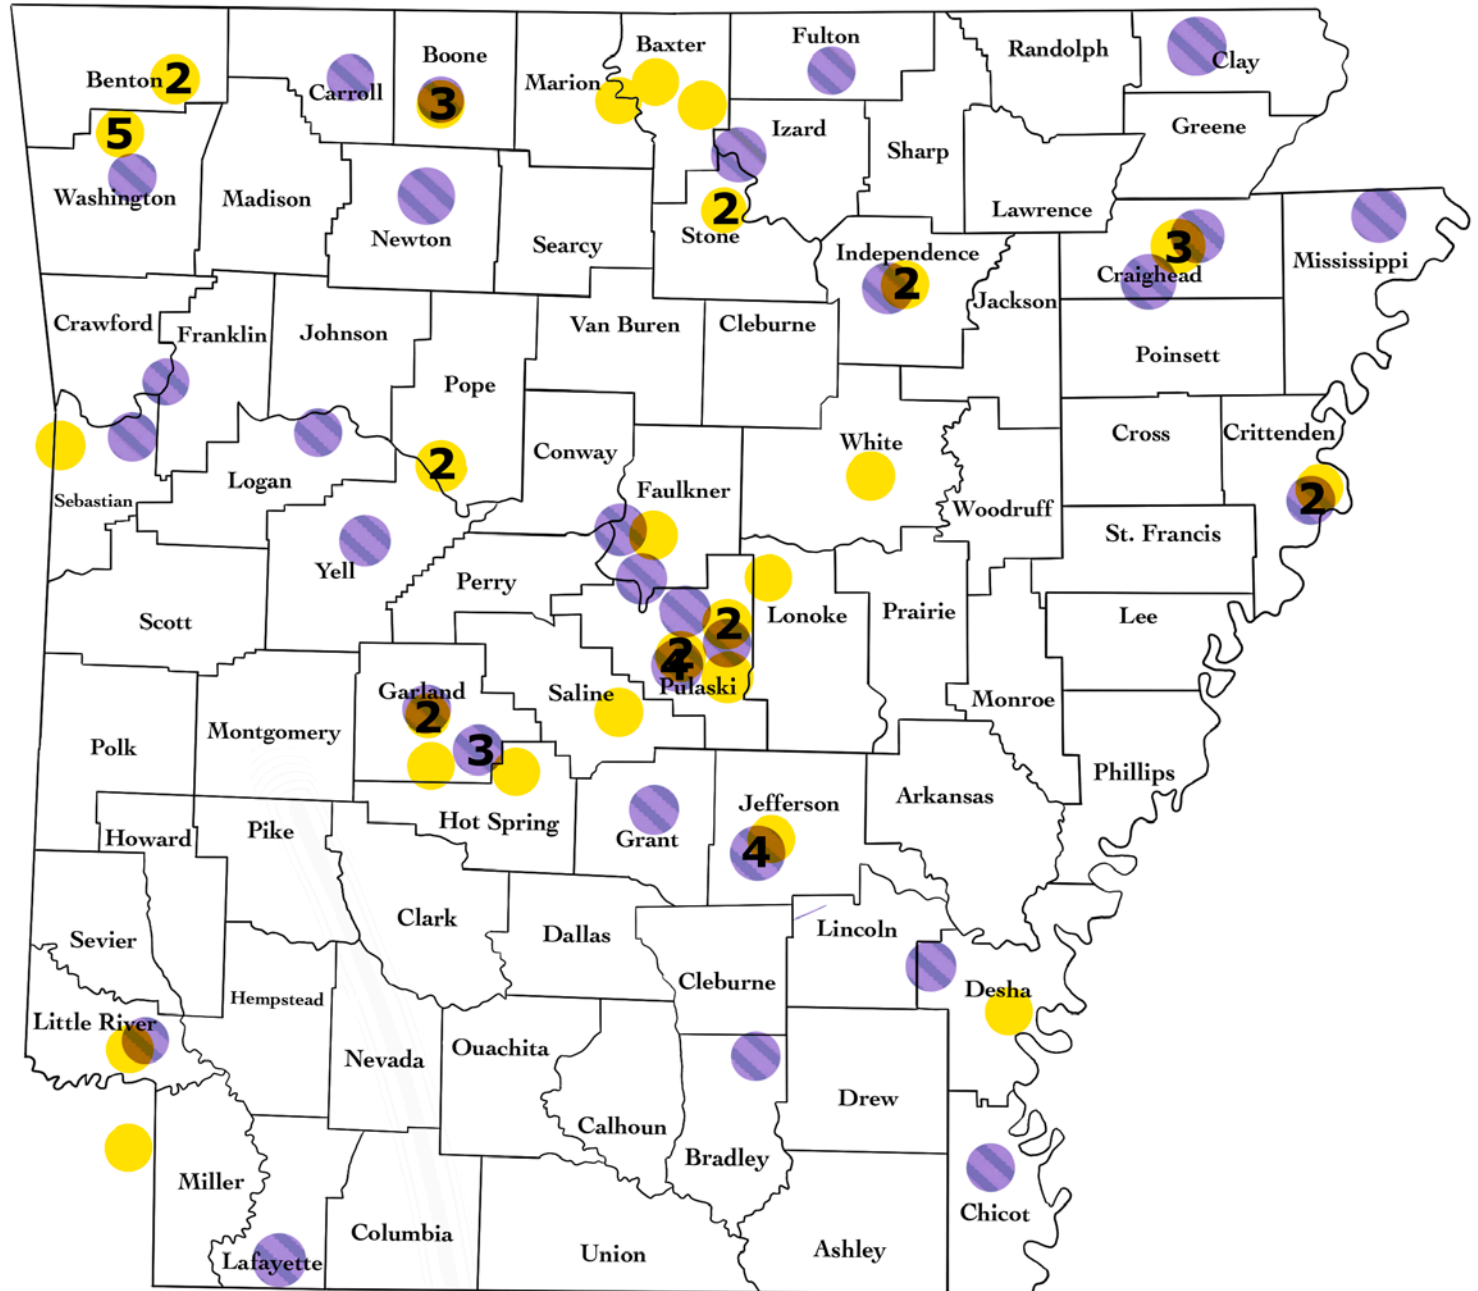 Benton 2
Carroll
Boone
3
Marion
Baxter
Fulton
Randolph
Clay
5
Washington
Madison
Newton
Searcy
2
Stone
Izard
Sharp
Lawrence
Greene
3
Craighead
Mississippi
Independence
2
Jackson
Crawford
Franklin
Johnson
Pope
2
Van Buren
Cleburne
Poinsett
Sebastian
Logan
Conway
Faulkner
White
Woodruff
Cross
Crittenden
2
St. Francis
Scott
Yell
Perry
2
2
4
Pulaski
Lonoke
Prairie
Monroe
Lee
Phillips
Polk
Montgomery
Garland
2
3
Saline
Hot Spring
Grant
Jefferson
4
Arkansas
Howard
Pike
Clark
Dallas
Cleburne
Lincoln
Desha
Sevier
Little River
Hempstead
Nevada
Ouachita
Calhoun
Bradley
Drew
Chicot
Miller
Lafayette
Columbia
Union
Ashley